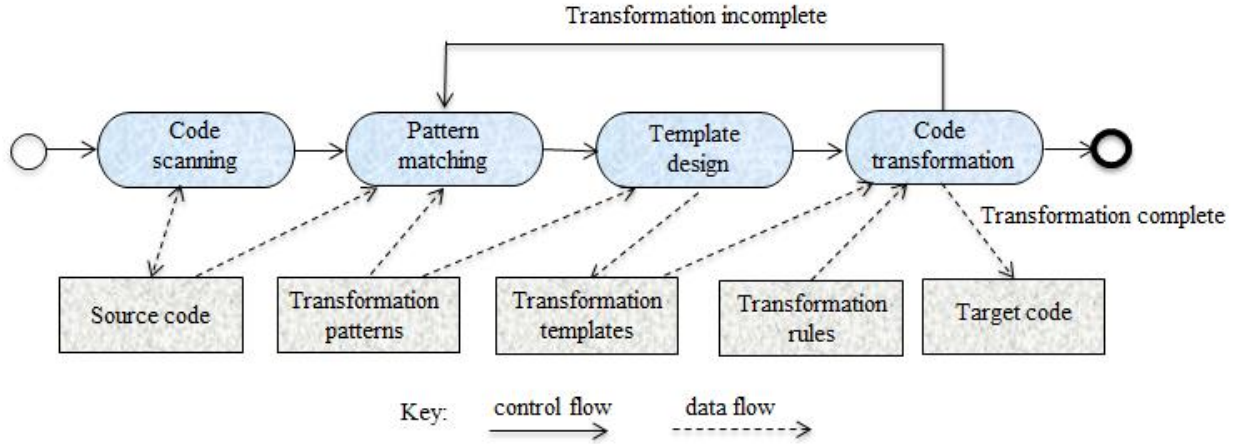 Transformation incomplete
Code
scanning
Pattern
matching
Template
design
Code
transformation
Transformation complete
Source code
Transformation
patterns
Transformation
templates
Transformation
rules
Target code
Key:
control flow
data flow